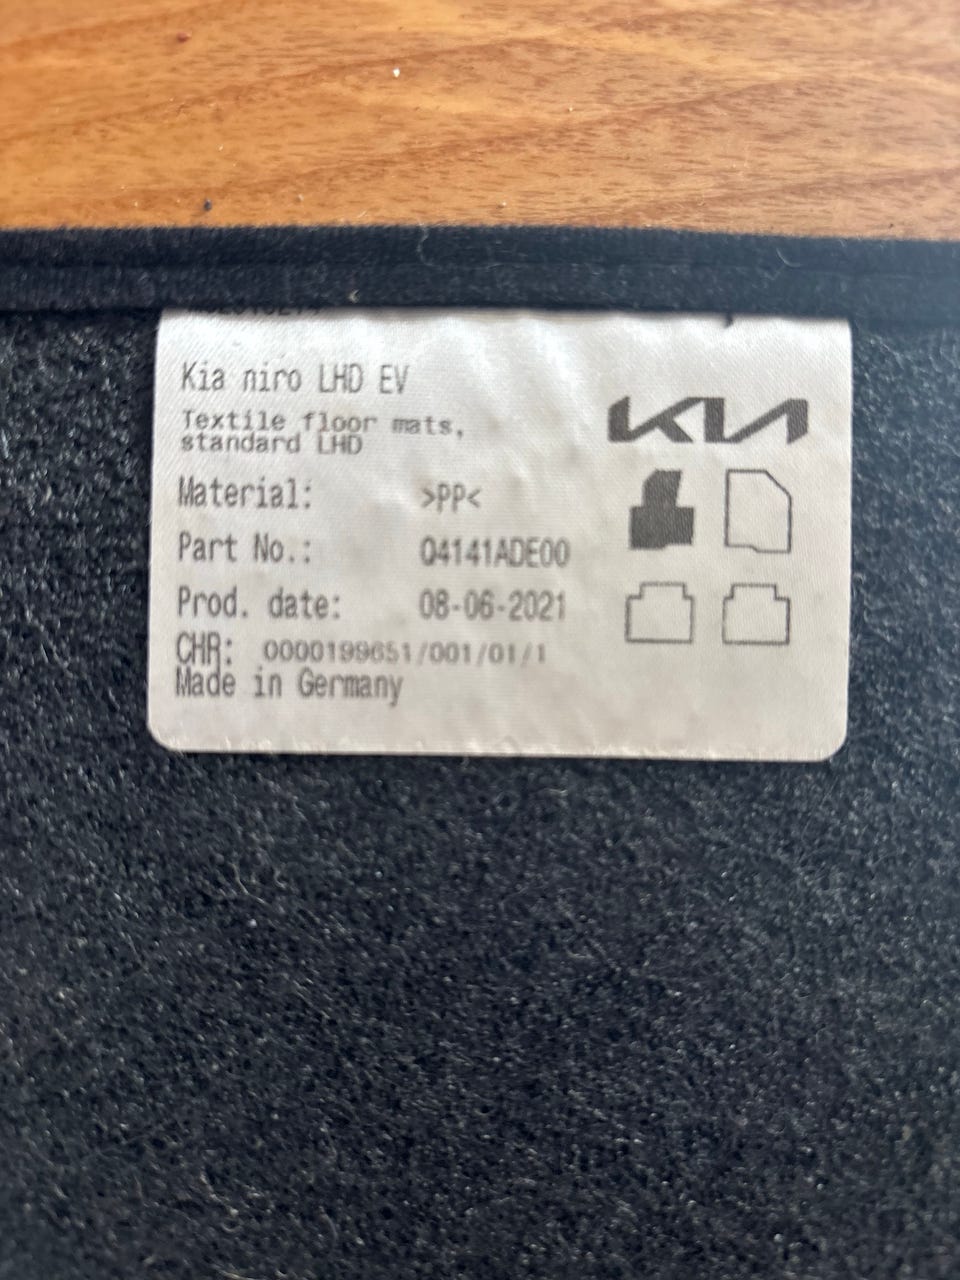 Kia niro LHD EV
KIA
Textile floor mats,
standard LHD
Material: >PP<
Part No.: Q4141ADE00
Prod. date: 08-06-2021
CHR: 0000199651/001/01/1
Made in Germany